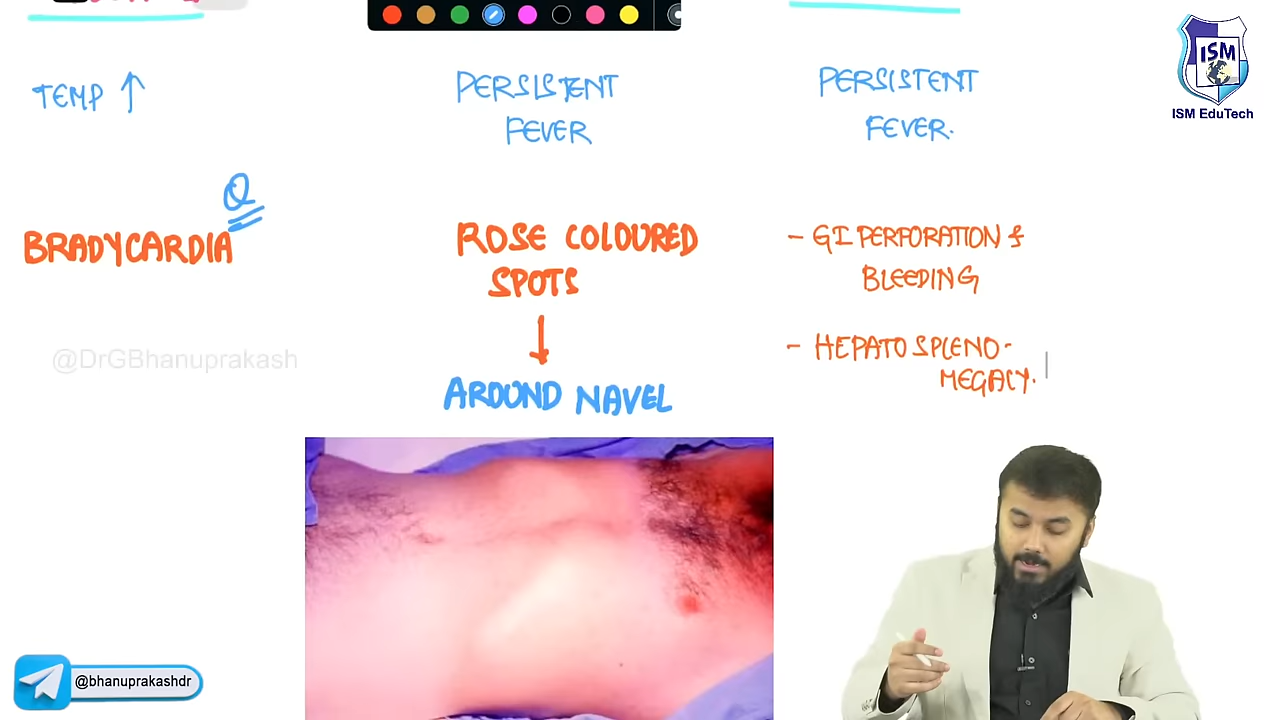 ISM
ISM EduTech
TEMP ↑
PERSISTENT
FEVER
PERSISTENT
FEVER.
Q
BRADYCARDIA
ROSE COLOURED
SPOTS
↓
AROUND NAVEL
- GI PERFORATION &
BLEEDING
- HEPATO SPLENO-
MEGALY.
@DrGBhanuprakash
@bhanuprakashdr